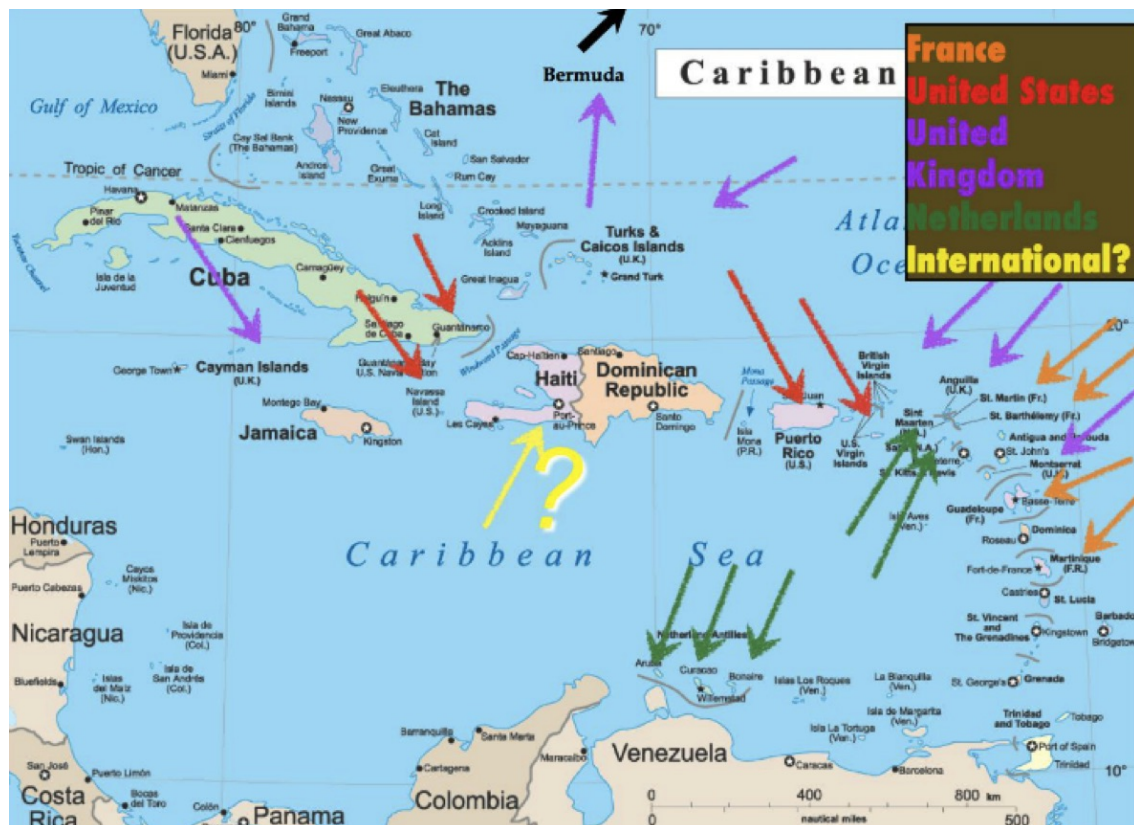 Florida
(U.S.A.)
80°
Grand
Bahama
Freeport
Great Abaco
70°
Bermuda
Caribbean
France
United States
United
Kingdom
Netherlands
International?
Miami
Gulf of Mexico
Straits of Florida
Bimini
Islands
Nassau
New
Providence
Eleuthera
The
Bahamas
Cay Sal Bank
(The Bahamas)
Andros
Island
Cat
Island
Great
Exuma
San Salvador
Rum Cay
Tropic of Cancer
Long
Island
Crooked Island
Mayaguana
Acklins
Island
Turks &
Caicos Islands
(U.K.)
Grand Turk
Great Inagua
Atla
Oce
Havana
Matanzas
Pinar
del Rio
Santa Clara
Cienfuegos
Isla de la
Juventud
Cuba
Camagüey
Holguín
Santiago
de Cuba
Guantánamo
Yucatan Channel
Windward Passage
20°
George Town
Cayman Islands
(U.K.)
Navassa
Island
(U.S.)
Cap-Haïtien
Haiti
Port-
au-Prince
Les Cayes
Santiago
Dominican
Republic
Santo
Domingo
Mona
Passage
Isla
Mona
(P.R.)
Juan
Puerto
Rico
(U.S.)
British
Virgin
Islands
U.S.
Virgin
Islands
Anguilla
(U.K.)
St. Martin (Fr.)
St. Barthélemy (Fr.)
Sint
Maarten
Antigua and Barbuda
St. John's
Montserrat
Guadeloupe
(Fr.)
Basse-Terre
Isla Aves
(Ven.)
Dominica
Roseau
Martinique
(F.R.)
Fort-de-France
Castries
St. Lucia
St. Vincent
and
The Grenadines
Kingstown
Barbados
Bridgetown
Montego Bay
Jamaica
Kingston
Swan Islands
(Hon.)
?
Caribbean Sea
Honduras
Puerto
Lempira
Cayos
Miskitos
(Nic.)
Puerto Cabezas
Nicaragua
Isla de
Providencia
(Col.)
Isla de
San Andrés
(Col.)
Islas
del Maíz
(Nic.)
Bluefields
Netherland Antilles
Aruba
Curacao
Willemstad
Bonaire
Islas Los Roques
(Ven.)
La Blanquilla
(Ven.)
Isla de
Margarita
(Ven.)
Isla La Tortuga
(Ven.)
St. George's
Grenada
Trinidad
and Tobago
Tobago
Port of Spain
Trinidad
Barranquilla
Santa Marta
Cartagena
Maracaibo
Venezuela
Caracas
Barcelona
10°
San José
Puerto Limón
Costa
Rica
Bocas
del Toro
Colón
Panama
Colombia
0
400
800
km
0
nautical miles
500